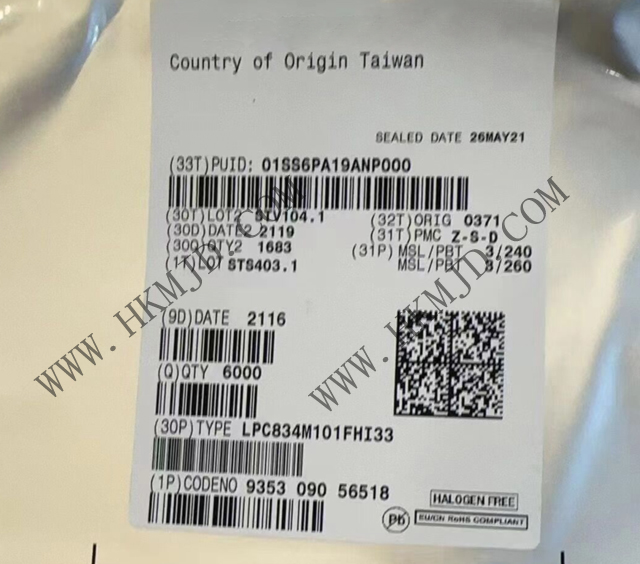 Country of Origin Taiwan
SEALED DATE 26MAY21
(33T)PUID: 01SS6PA19ANP000
(30T)LOT2 STV104.1 (32T)ORIG 0371
(30D)DATE2 2119 (31T)PMC Z-S-D
(30Q)QTY2 1683 (31P) MSL/PBT 3/240
(1T)LOT STS403.1 MSL/PBT 3/260
(9D)DATE 2116
(Q)QTY 6000
(30P)TYPE LPC834M101FHI33
(1P)CODENO 9353 090 56518
HALOGEN FREE
Pb EU/CN RoHS COMPLIANT
WWW.HKMJD.COM
WWW.HKMJD.COM